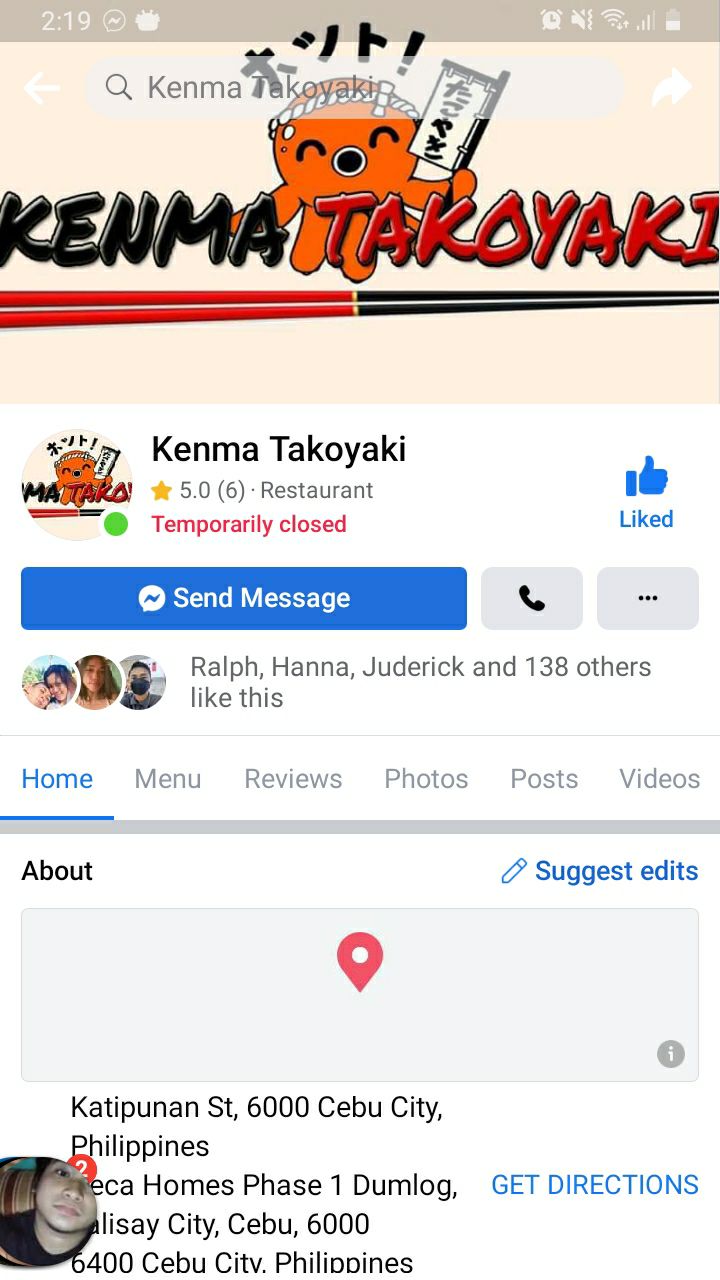 2:19
ホット!
Kenma Takoyaki
たこやき
KENMA TAKOYAKI
ホット!
MA TAKO
Kenma Takoyaki
5.0 (6) · Restaurant
Temporarily closed
Liked
Send Message
Ralph, Hanna, Juderick and 138 others
like this
Home Menu Reviews Photos Posts Videos
About
Suggest edits
Katipunan St, 6000 Cebu City,
Philippines
2
eca Homes Phase 1 Dumlog,
GET DIRECTIONS
alisay City, Cebu, 6000
6400 Cebu City, Philippines